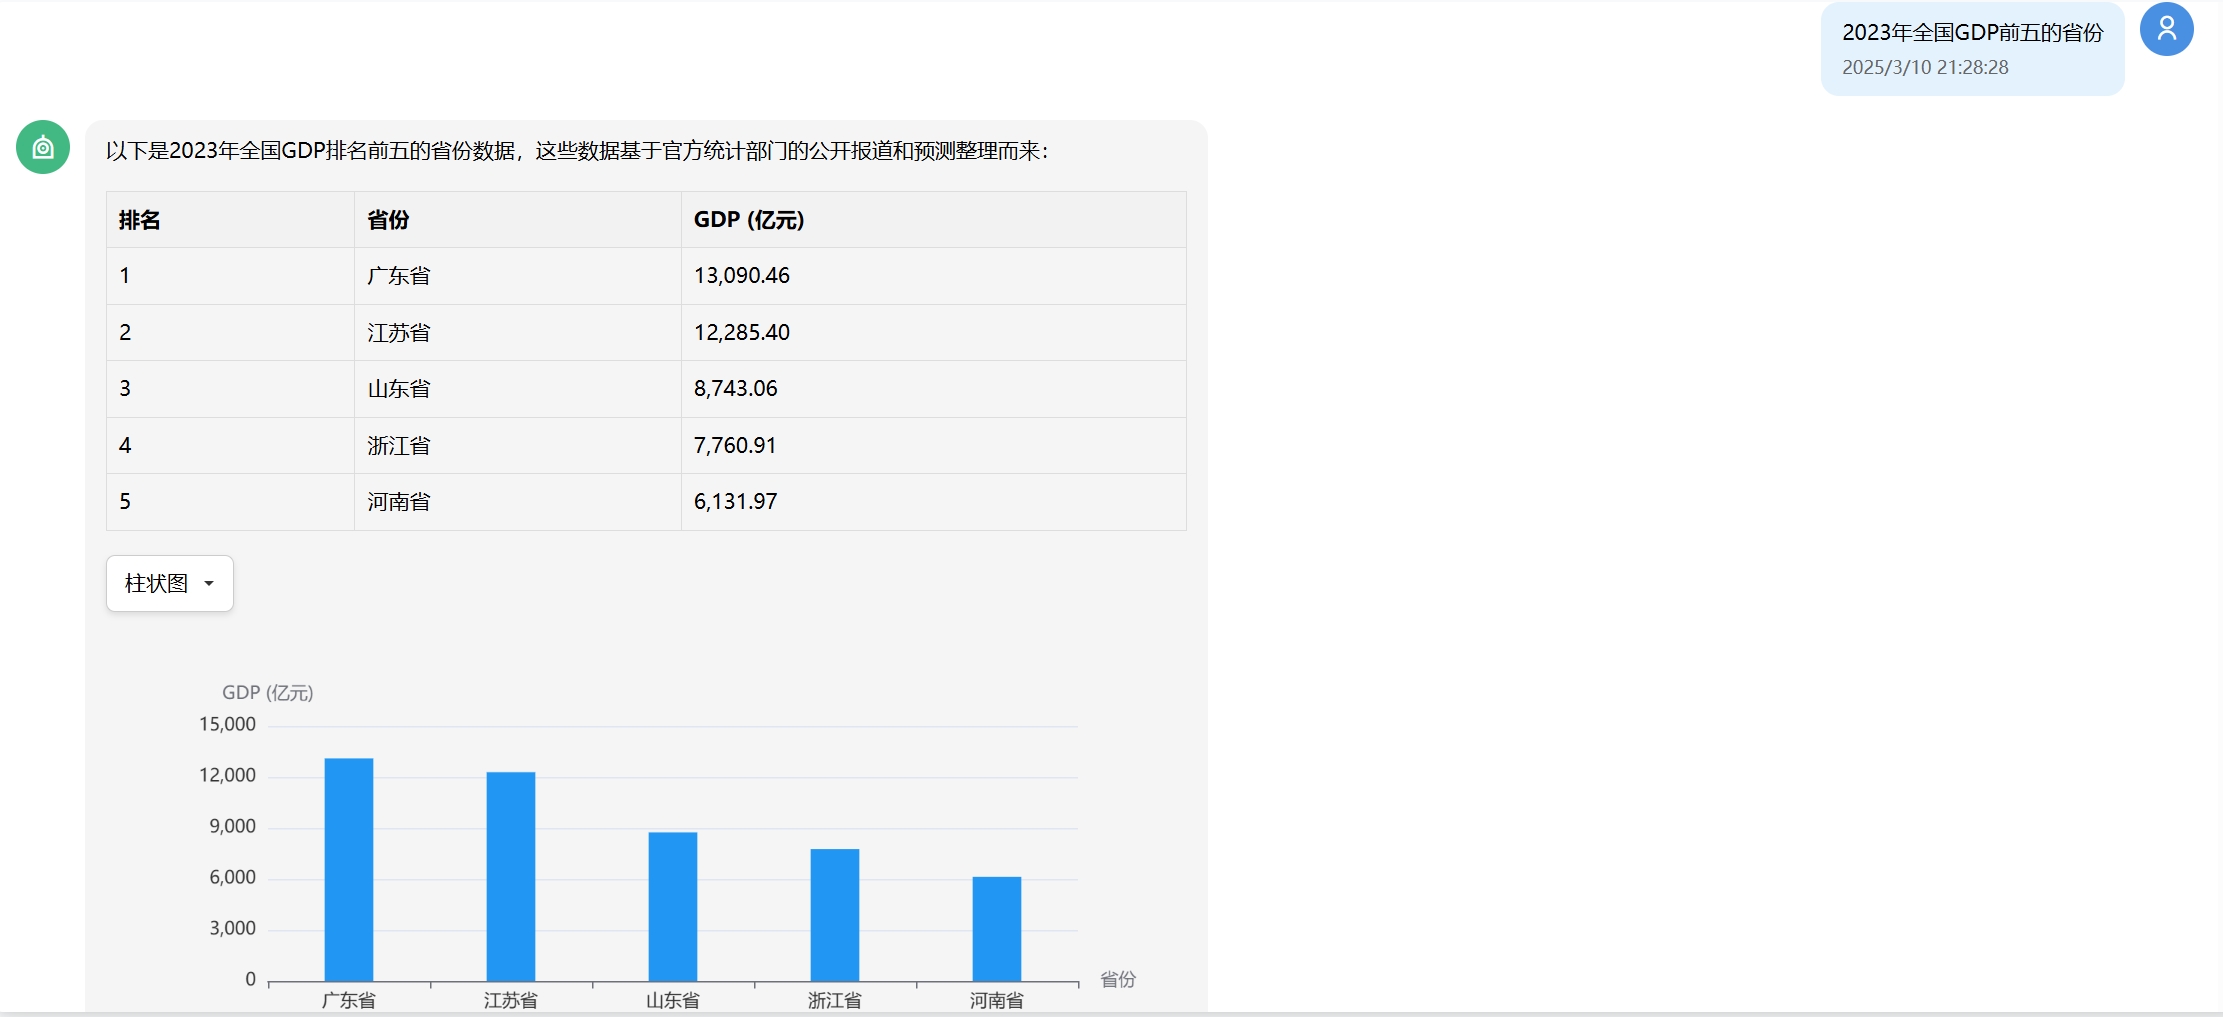 2023年全国GDP前五的省份
2025/3/10 21:28:28
以下是2023年全国GDP排名前五的省份数据，这些数据基于官方统计部门的公开报道和预测整理而来：
排名 省份 GDP (亿元)
1 广东省 13,090.46
2 江苏省 12,285.40
3 山东省 8,743.06
4 浙江省 7,760.91
5 河南省 6,131.97
柱状图
GDP (亿元)
15,000
12,000
9,000
6,000
3,000
0
省份
广东省 江苏省 山东省 浙江省 河南省